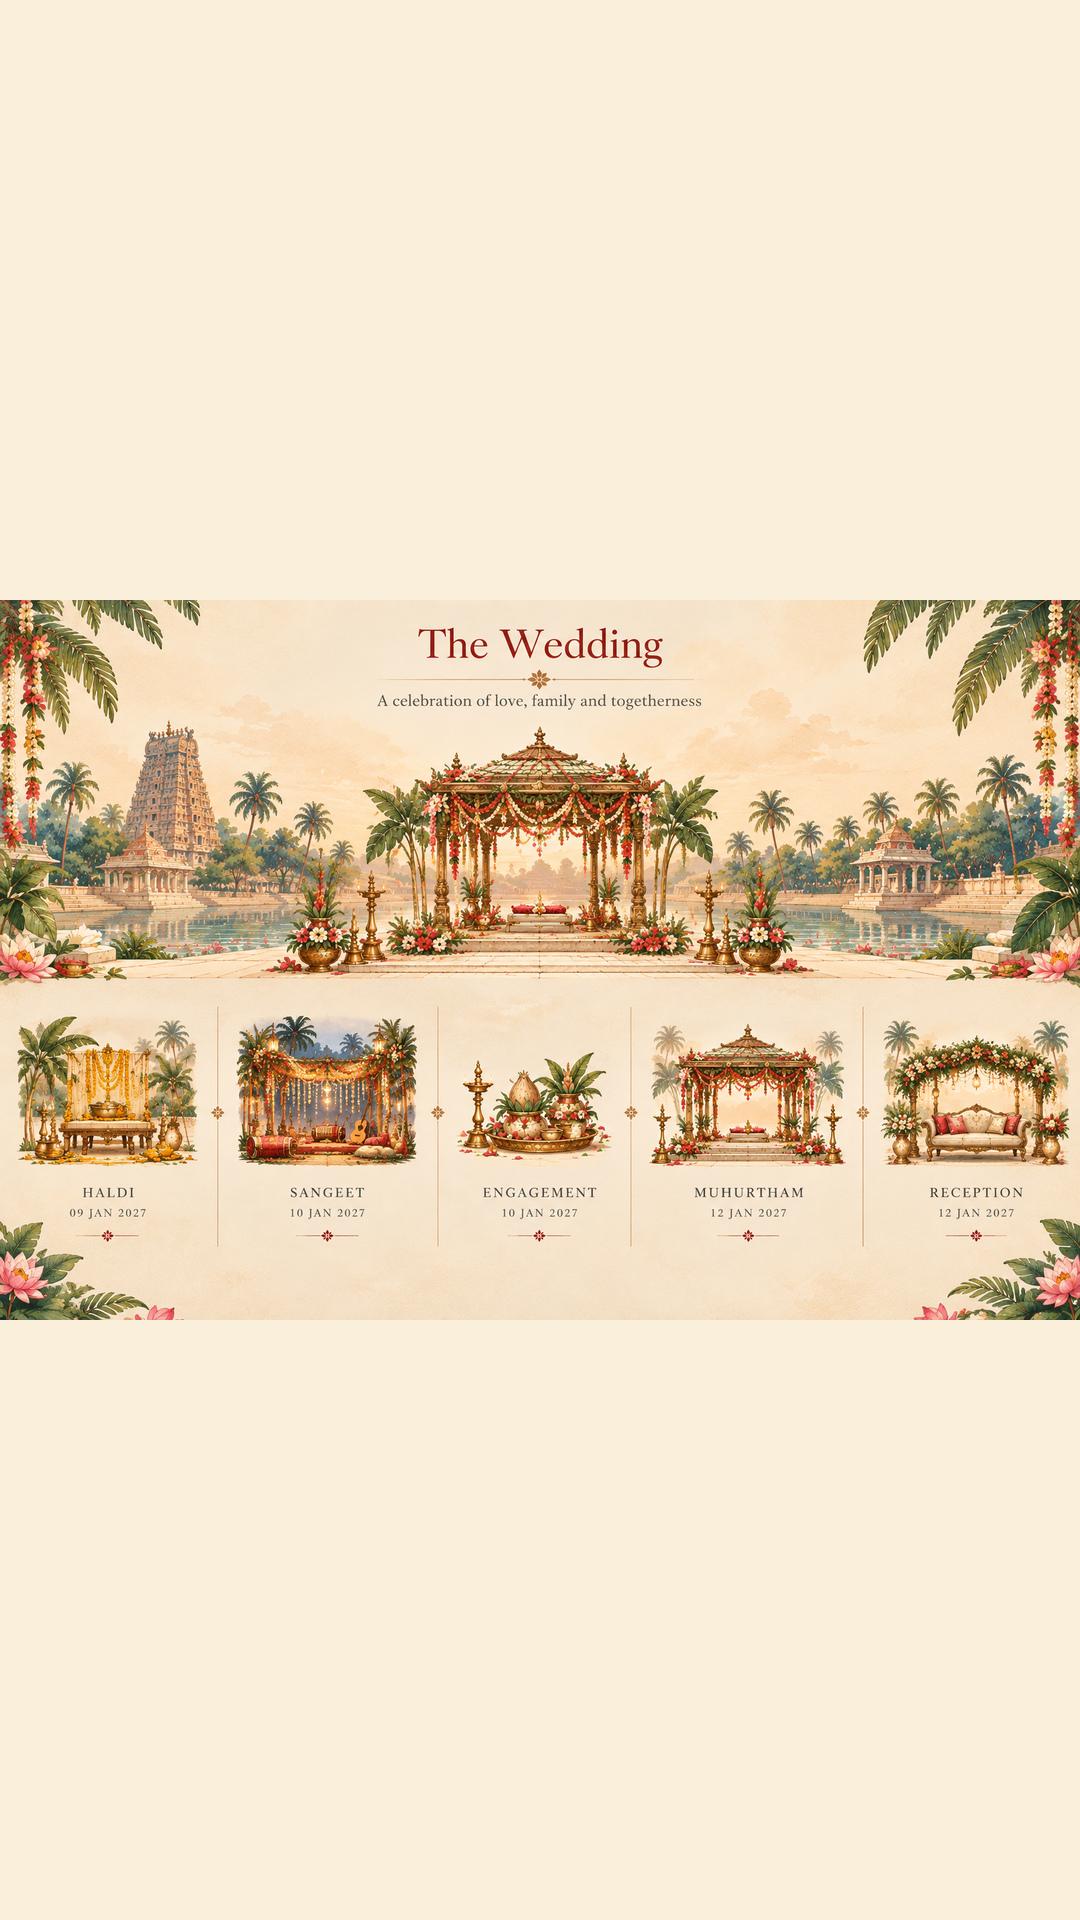 The Wedding
A celebration of love, family and togetherness
HALDI
09 JAN 2027
SANGEET
10 JAN 2027
ENGAGEMENT
10 JAN 2027
MUHURTHAM
12 JAN 2027
RECEPTION
12 JAN 2027